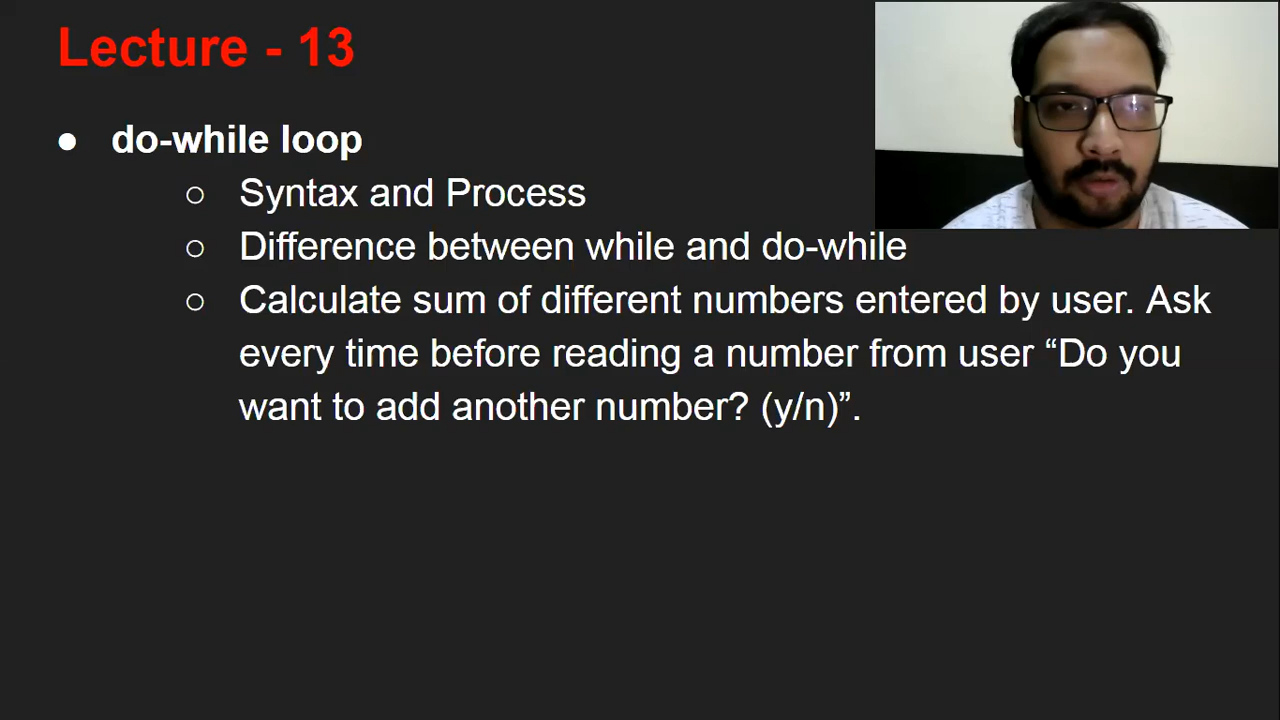 Lecture - 13
● do-while loop
○ Syntax and Process
○ Difference between while and do-while
○ Calculate sum of different numbers entered by user. Ask
every time before reading a number from user “Do you
want to add another number? (y/n)”.